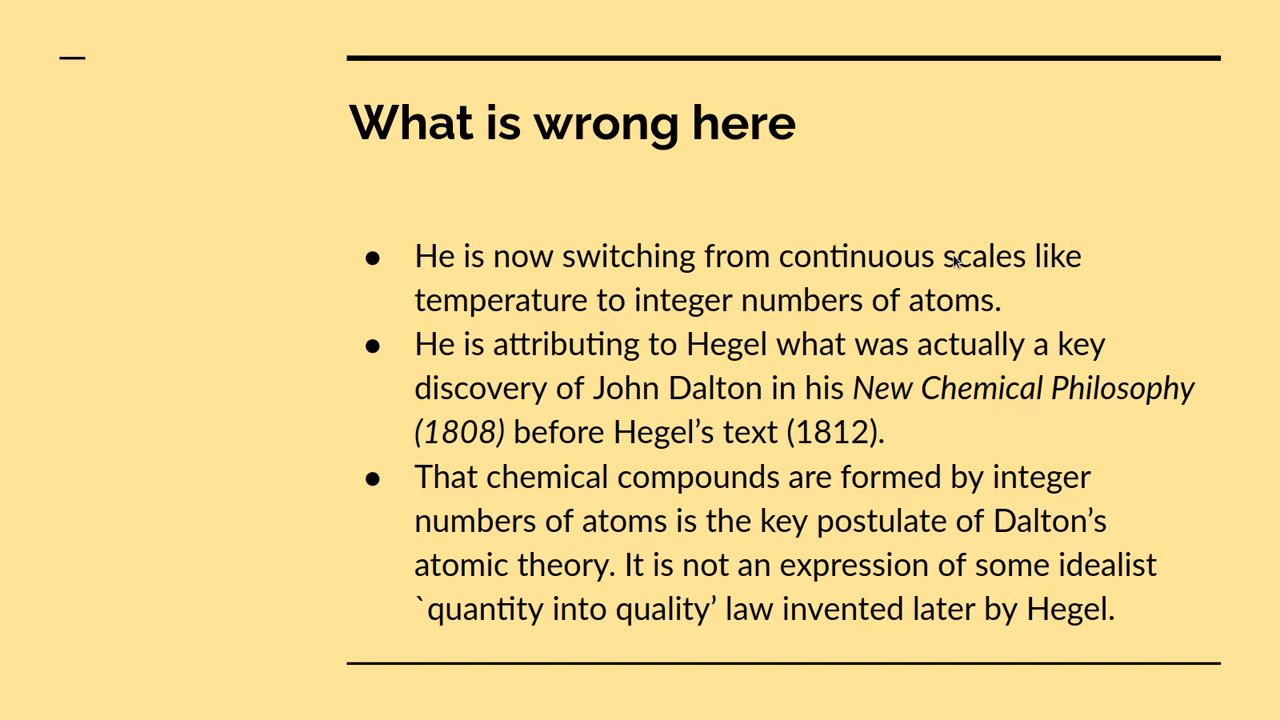 What is wrong here
● He is now switching from continuous scales like
temperature to integer numbers of atoms.
● He is attributing to Hegel what was actually a key
discovery of John Dalton in his New Chemical Philosophy
(1808) before Hegel’s text (1812).
● That chemical compounds are formed by integer
numbers of atoms is the key postulate of Dalton’s
atomic theory. It is not an expression of some idealist
`quantity into quality’ law invented later by Hegel.